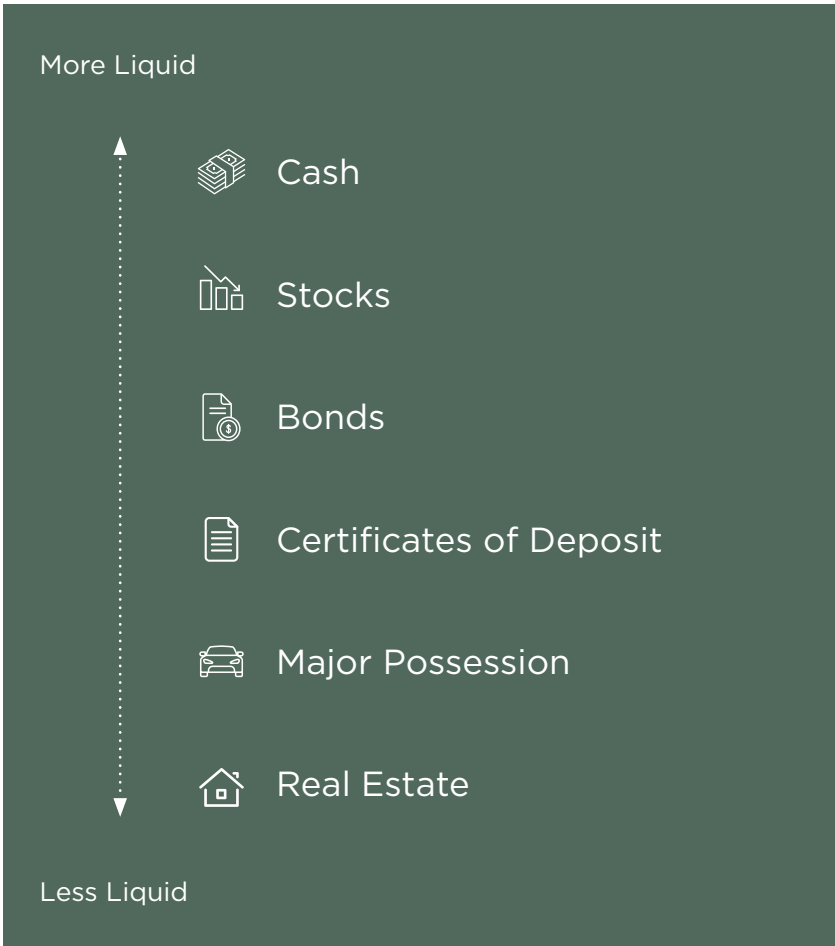 More Liquid
Cash
Stocks
Bonds
Certificates of Deposit
Major Possession
Real Estate
Less Liquid